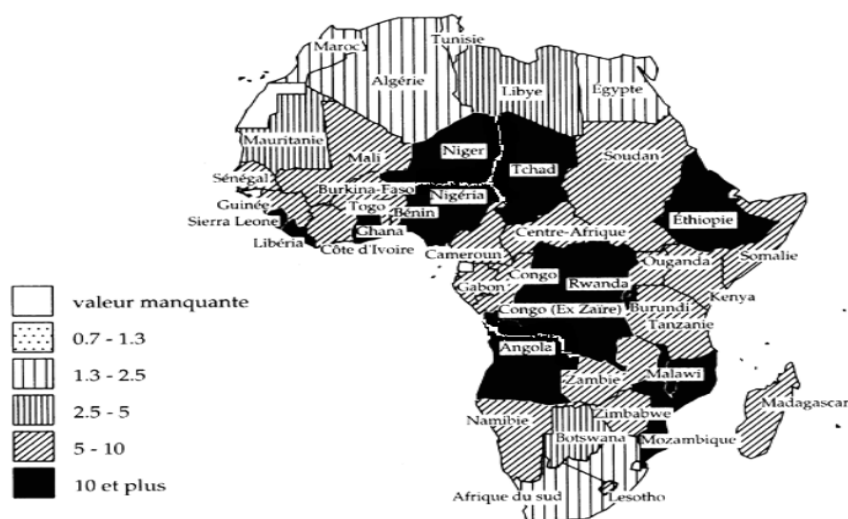 Maroc
Tunisie
Algérie
Libye
Egypte
Mauritanie
Mali
Niger
Tchad
Soudan
Sénégal
Burkina-Faso
Nigéria
Guinée
Togo
Bénin
Éthiopie
Sierra Leone
Ghana
Centre-Afrique
Libéria
Côte d'Ivoire
Cameroun
Ouganda
Somalie
Congo
Gabon
Rwanda
Kenya
Congo (Ex Zaïre)
Burundi
Tanzanie
Angola
Malawi
Zambie
Madagascar
Namibie
Zimbabwe
Botswana
Mozambique
Afrique du sud
Lesotho
valeur manquante
0.7 - 1.3
1.3 - 2.5
2.5 - 5
5 - 10
10 et plus